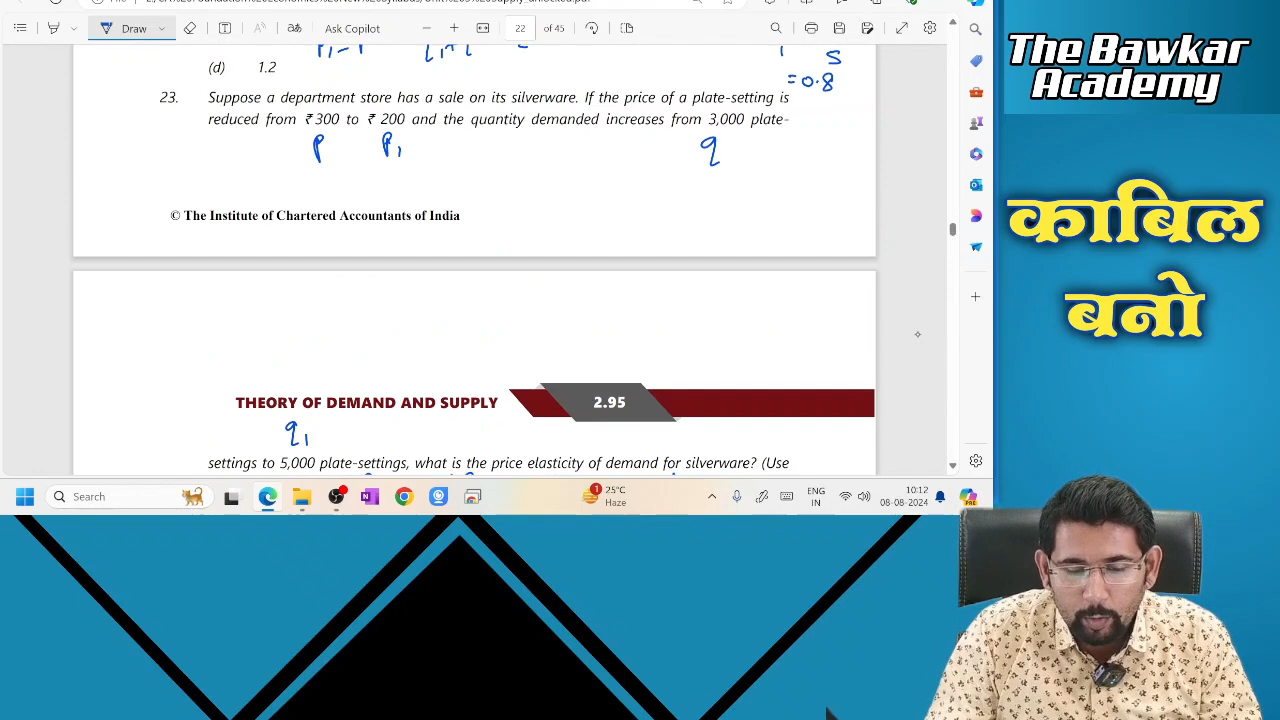 Draw
Ask Copilot
22
of 45
(d) 1.2
s
= 0.8
23. Suppose a department store has a sale on its silverware. If the price of a plate-setting is
reduced from ₹ 300 to ₹ 200 and the quantity demanded increases from 3,000 plate-
p p1 q
© The Institute of Chartered Accountants of India
THEORY OF DEMAND AND SUPPLY 2.95
q1
settings to 5,000 plate-settings, what is the price elasticity of demand for silverware? (Use
Search
1
25°C
Haze
ENG
IN
10:12
08-08-2024
The Bawkar
Academy
काबिल
बनो